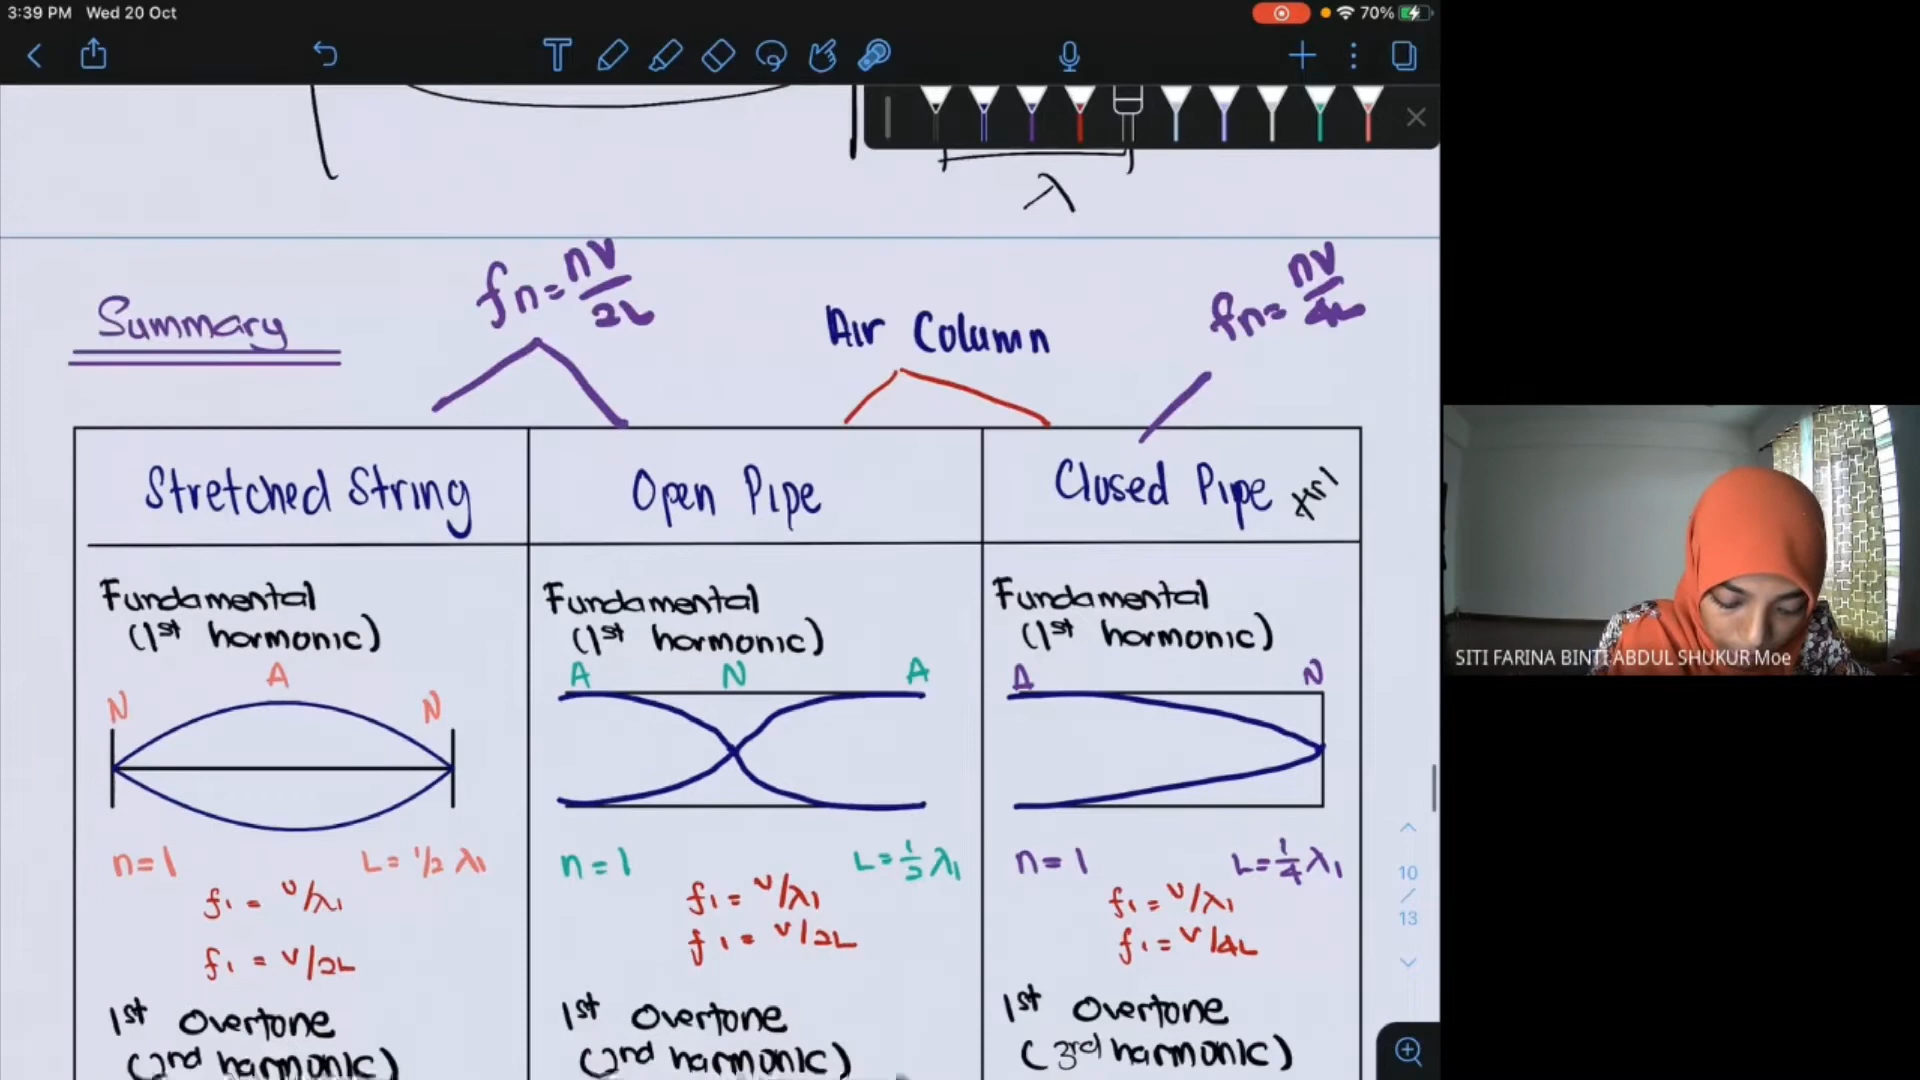 3:39 PM Wed 20 Oct
70%
T
λ
Summary
fn = nV/2L
Air Column
fn = nV/4L
Stretched String
Open Pipe
Closed Pipe
Fundamental
(1st harmonic)
N A N
n=1 L= 1/2 λ1
f1 = v/λ1
f1 = v/2L
1st Overtone
(2nd harmonic)
Fundamental
(1st harmonic)
A N A
n=1 L= 1/2 λ1
f1 = v/λ1
f1 = v/2L
1st Overtone
(2nd harmonic)
Fundamental
(1st harmonic)
A N
n=1 L= 1/4 λ1
f1 = v/λ1
f1 = v/4L
1st Overtone
(3rd harmonic)
10
/
13
SITI FARINA BINTI ABDUL SHUKUR Moe